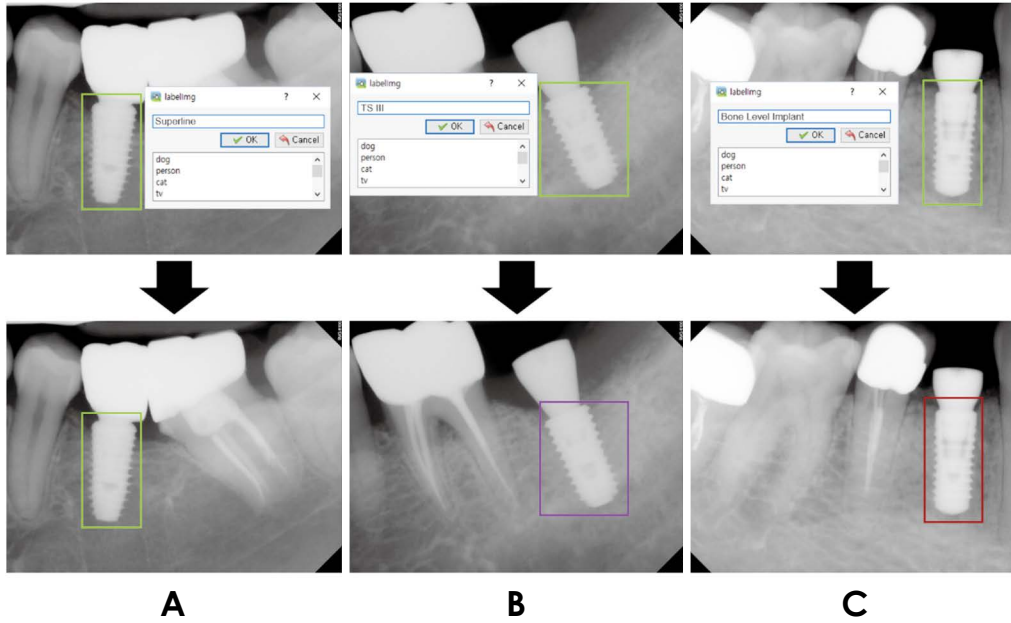 labelImg ? ×
Superline
OK Cancel
dog
person
cat
tv
labelImg ? ×
TS III
OK Cancel
dog
person
cat
tv
labelImg ? ×
Bone Level Implant
OK Cancel
dog
person
cat
tv
A B C